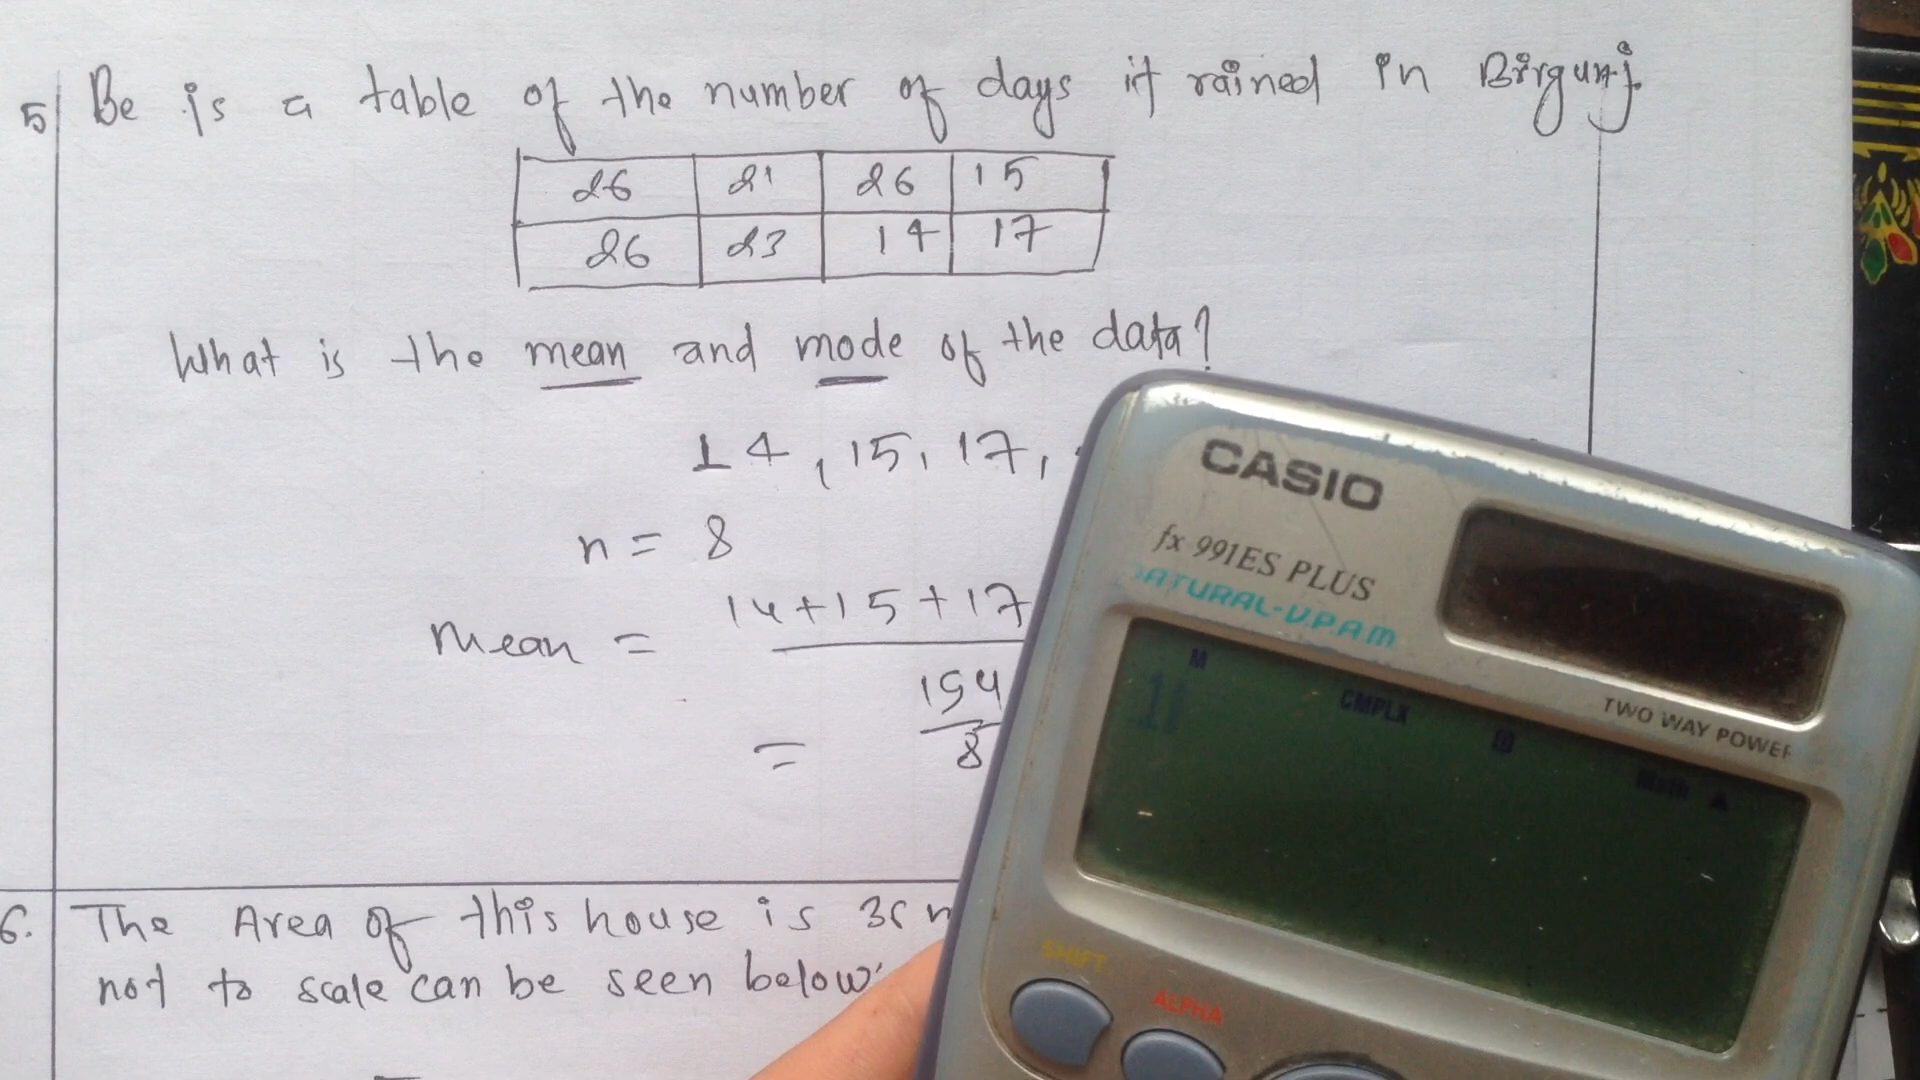 5 Be is a table of the number of days it rained in Birgunj.
26 21 26 15
26 23 14 17
What is the mean and mode of the data?
14, 15, 17,
n = 8
mean = 14+15+17
= 194
8
CASIO
fx 991ES PLUS
NATURAL-V.P.A.M
TWO WAY POWER
M CMPLX D Math ▲
SHIFT
ALPHA
6. The Area of this house is 36 m
not to scale can be seen below